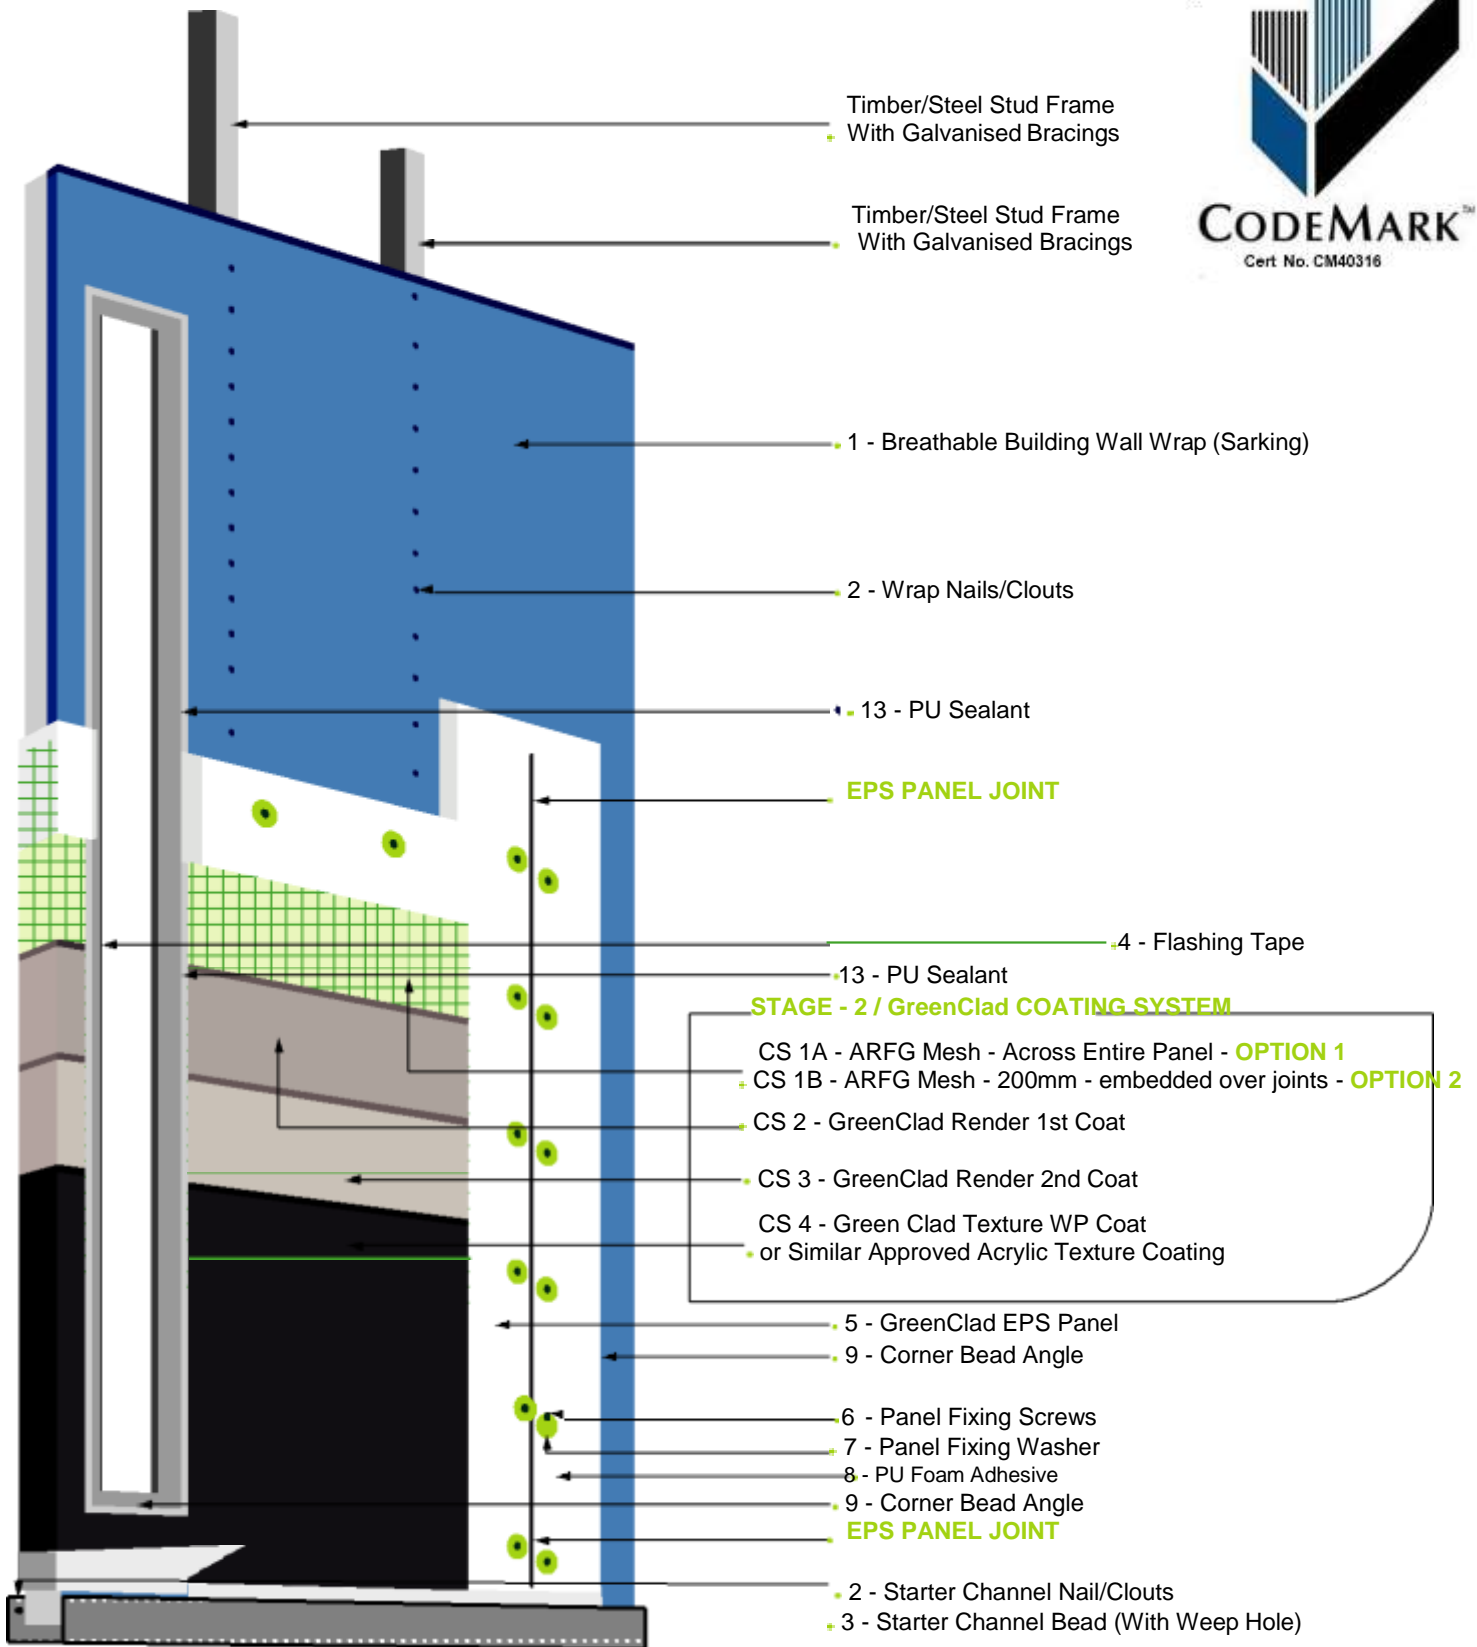 Timber/Steel Stud Frame
With Galvanised Bracings
CODEMARK™
Cert No. CM40316
Timber/Steel Stud Frame
With Galvanised Bracings
1 - Breathable Building Wall Wrap (Sarking)
2 - Wrap Nails/Clouts
13 - PU Sealant
EPS PANEL JOINT
4 - Flashing Tape
13 - PU Sealant
STAGE - 2 / GreenClad COATING SYSTEM
CS 1A - ARFG Mesh - Across Entire Panel - OPTION 1
CS 1B - ARFG Mesh - 200mm - embedded over joints - OPTION 2
CS 2 - GreenClad Render 1st Coat
CS 3 - GreenClad Render 2nd Coat
CS 4 - Green Clad Texture WP Coat
or Similar Approved Acrylic Texture Coating
5 - GreenClad EPS Panel
9 - Corner Bead Angle
6 - Panel Fixing Screws
7 - Panel Fixing Washer
8 - PU Foam Adhesive
9 - Corner Bead Angle
EPS PANEL JOINT
2 - Starter Channel Nail/Clouts
3 - Starter Channel Bead (With Weep Hole)